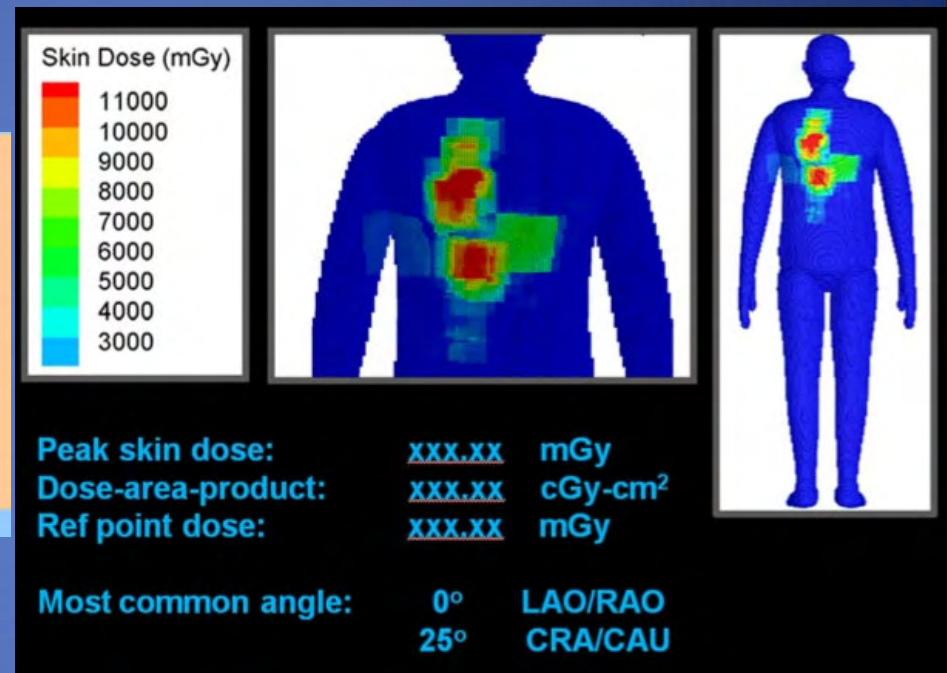 Skin Dose (mGy)
11000
10000
9000
8000
7000
6000
5000
4000
3000
Peak skin dose: xxx.xx mGy
Dose-area-product: xxx.xx cGy-cm²
Ref point dose: xxx.xx mGy
Most common angle: 0º LAO/RAO
25º CRA/CAU